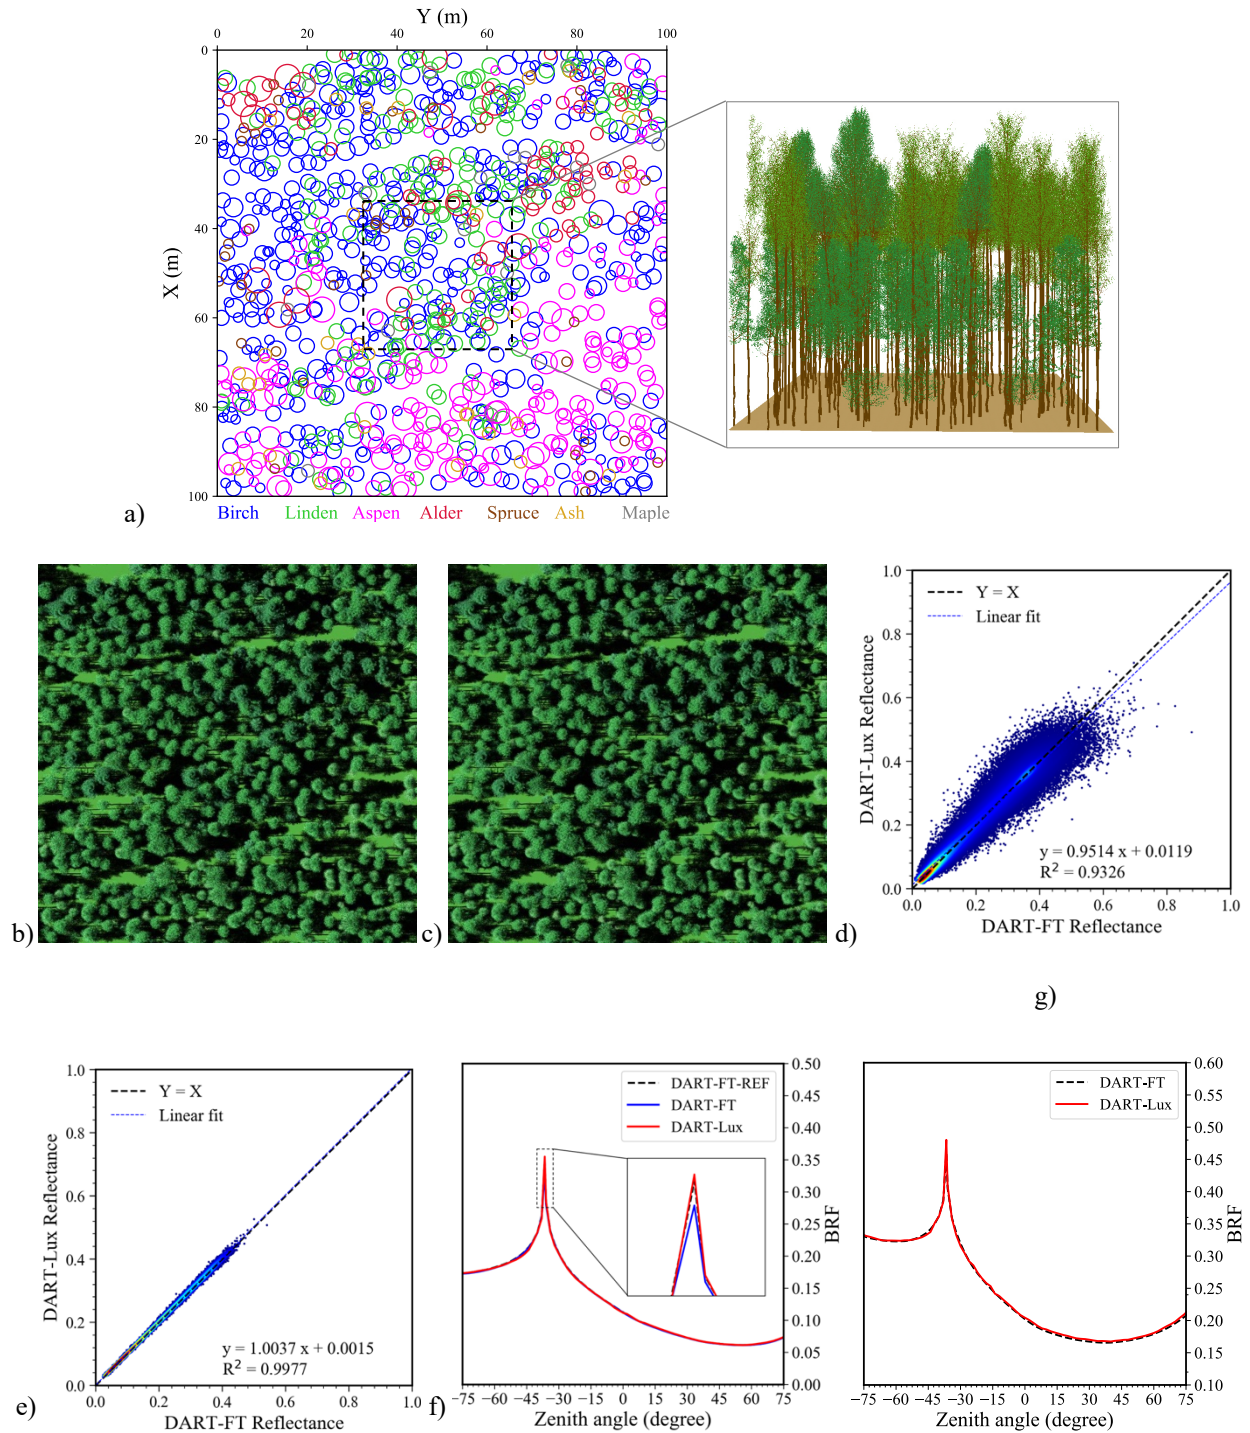 Y (m)
0 20 40 60 80 100
0
20
40
60
80
100
X (m)
Birch Linden Aspen Alder Spruce Ash Maple
a)
b)
c)
1.0
0.8
0.6
0.4
0.2
0.0
DART-Lux Reflectance
Y = X
Linear fit
y = 0.9514 x + 0.0119
R² = 0.9326
0.0 0.2 0.4 0.6 0.8 1.0
DART-FT Reflectance
d)
g)
1.0
0.8
0.6
0.4
0.2
0.0
DART-Lux Reflectance
Y = X
Linear fit
y = 1.0037 x + 0.0015
R² = 0.9977
0.0 0.2 0.4 0.6 0.8 1.0
DART-FT Reflectance
e)
DART-FT-REF
DART-FT
DART-Lux
0.50
0.45
0.40
0.35
0.30
0.25
0.20
0.15
0.10
0.05
0.00
BRF
−75 −60 −45 −30 −15 0 15 30 45 60 75
Zenith angle (degree)
f)
DART-FT
DART-Lux
0.60
0.55
0.50
0.45
0.40
0.35
0.30
0.25
0.20
0.15
0.10
BRF
−75 −60 −45 −30 −15 0 15 30 45 60 75
Zenith angle (degree)